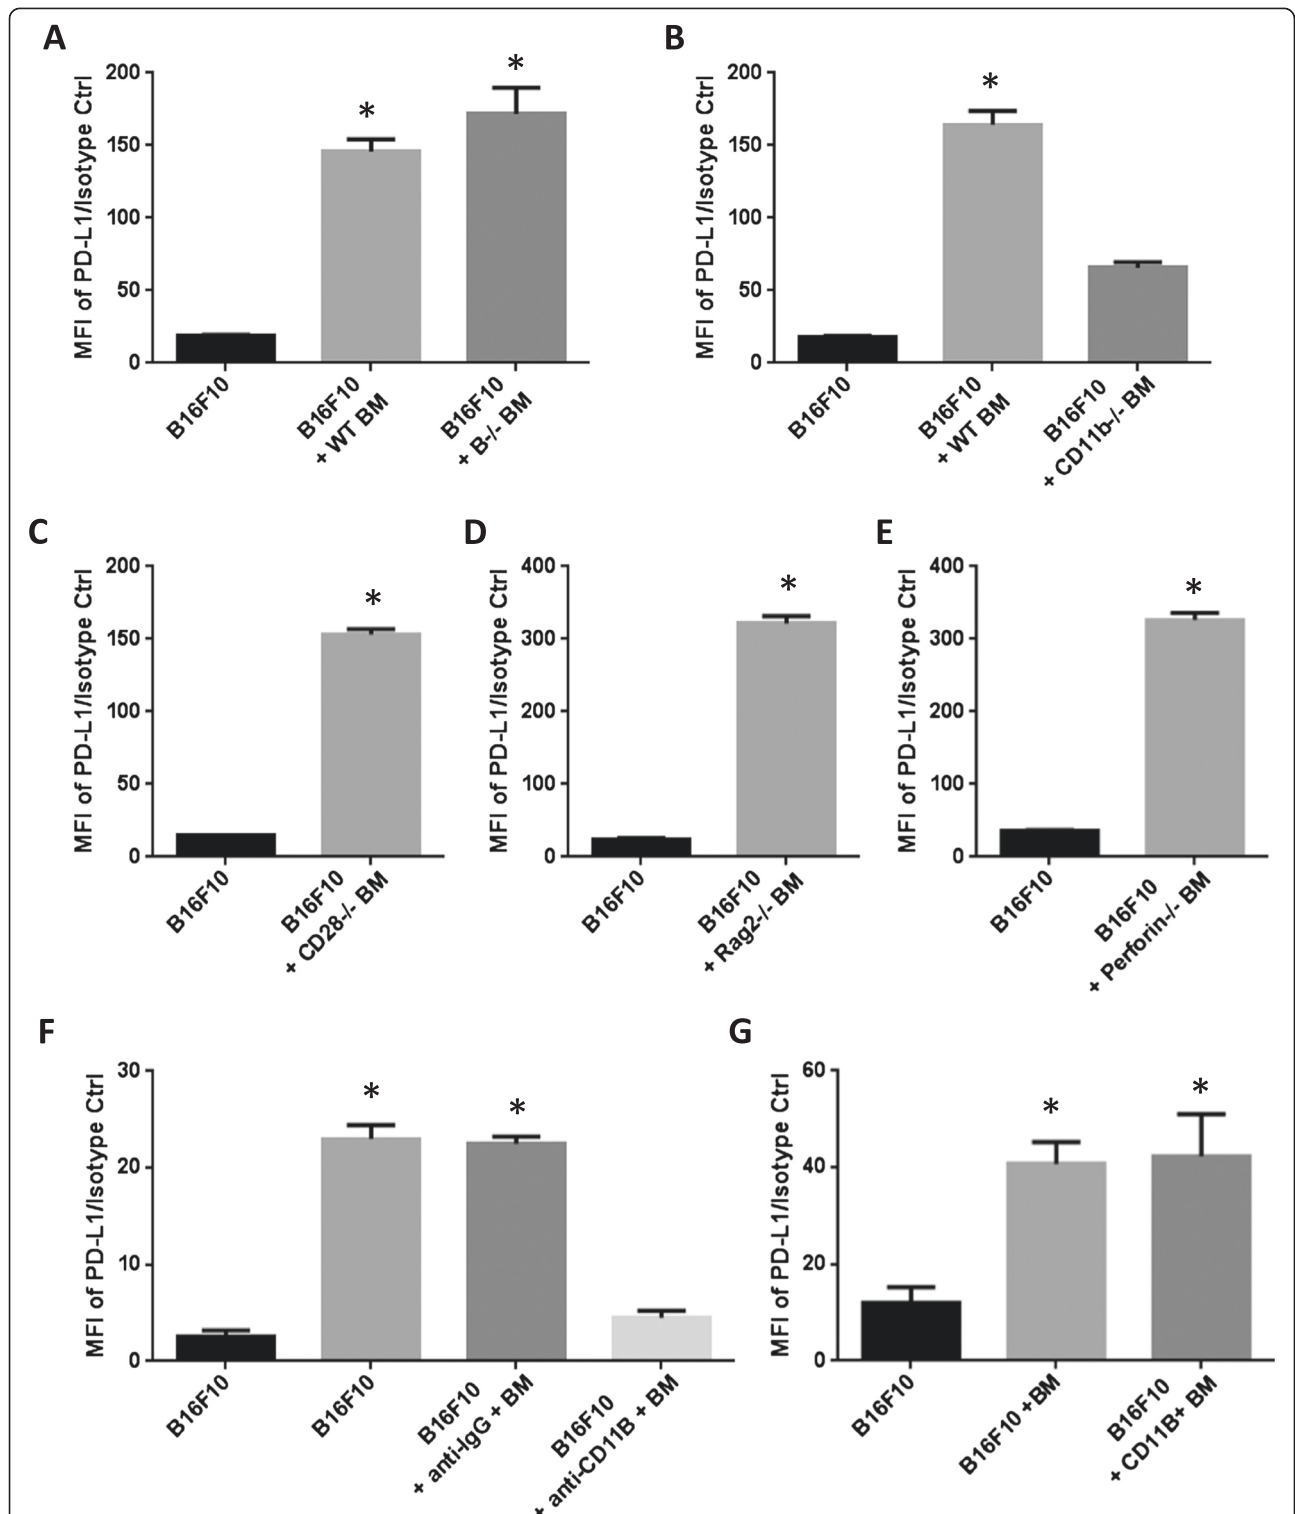 A
MFI of PD-L1/Isotype Ctrl
200
150
100
50
0
*
*
B16F10
B16F10
+ WT BM
B16F10
+ B-/- BM
B
MFI of PD-L1/Isotype Ctrl
200
150
100
50
0
*
B16F10
B16F10
+ WT BM
B16F10
+ CD11b-/- BM
C
MFI of PD-L1/Isotype Ctrl
200
150
100
50
0
*
B16F10
B16F10
+ CD28-/- BM
D
MFI of PD-L1/Isotype Ctrl
400
300
200
100
0
*
B16F10
B16F10
+ Rag2-/- BM
E
MFI of PD-L1/Isotype Ctrl
400
300
200
100
0
*
B16F10
B16F10
+ Perforin-/- BM
F
MFI of PD-L1/Isotype Ctrl
30
20
10
0
*
*
B16F10
B16F10
B16F10
+ anti-IgG + BM
B16F10
+ anti-CD11B + BM
G
MFI of PD-L1/Isotype Ctrl
60
40
20
0
*
*
B16F10
B16F10 +BM
B16F10
+ CD11B+ BM